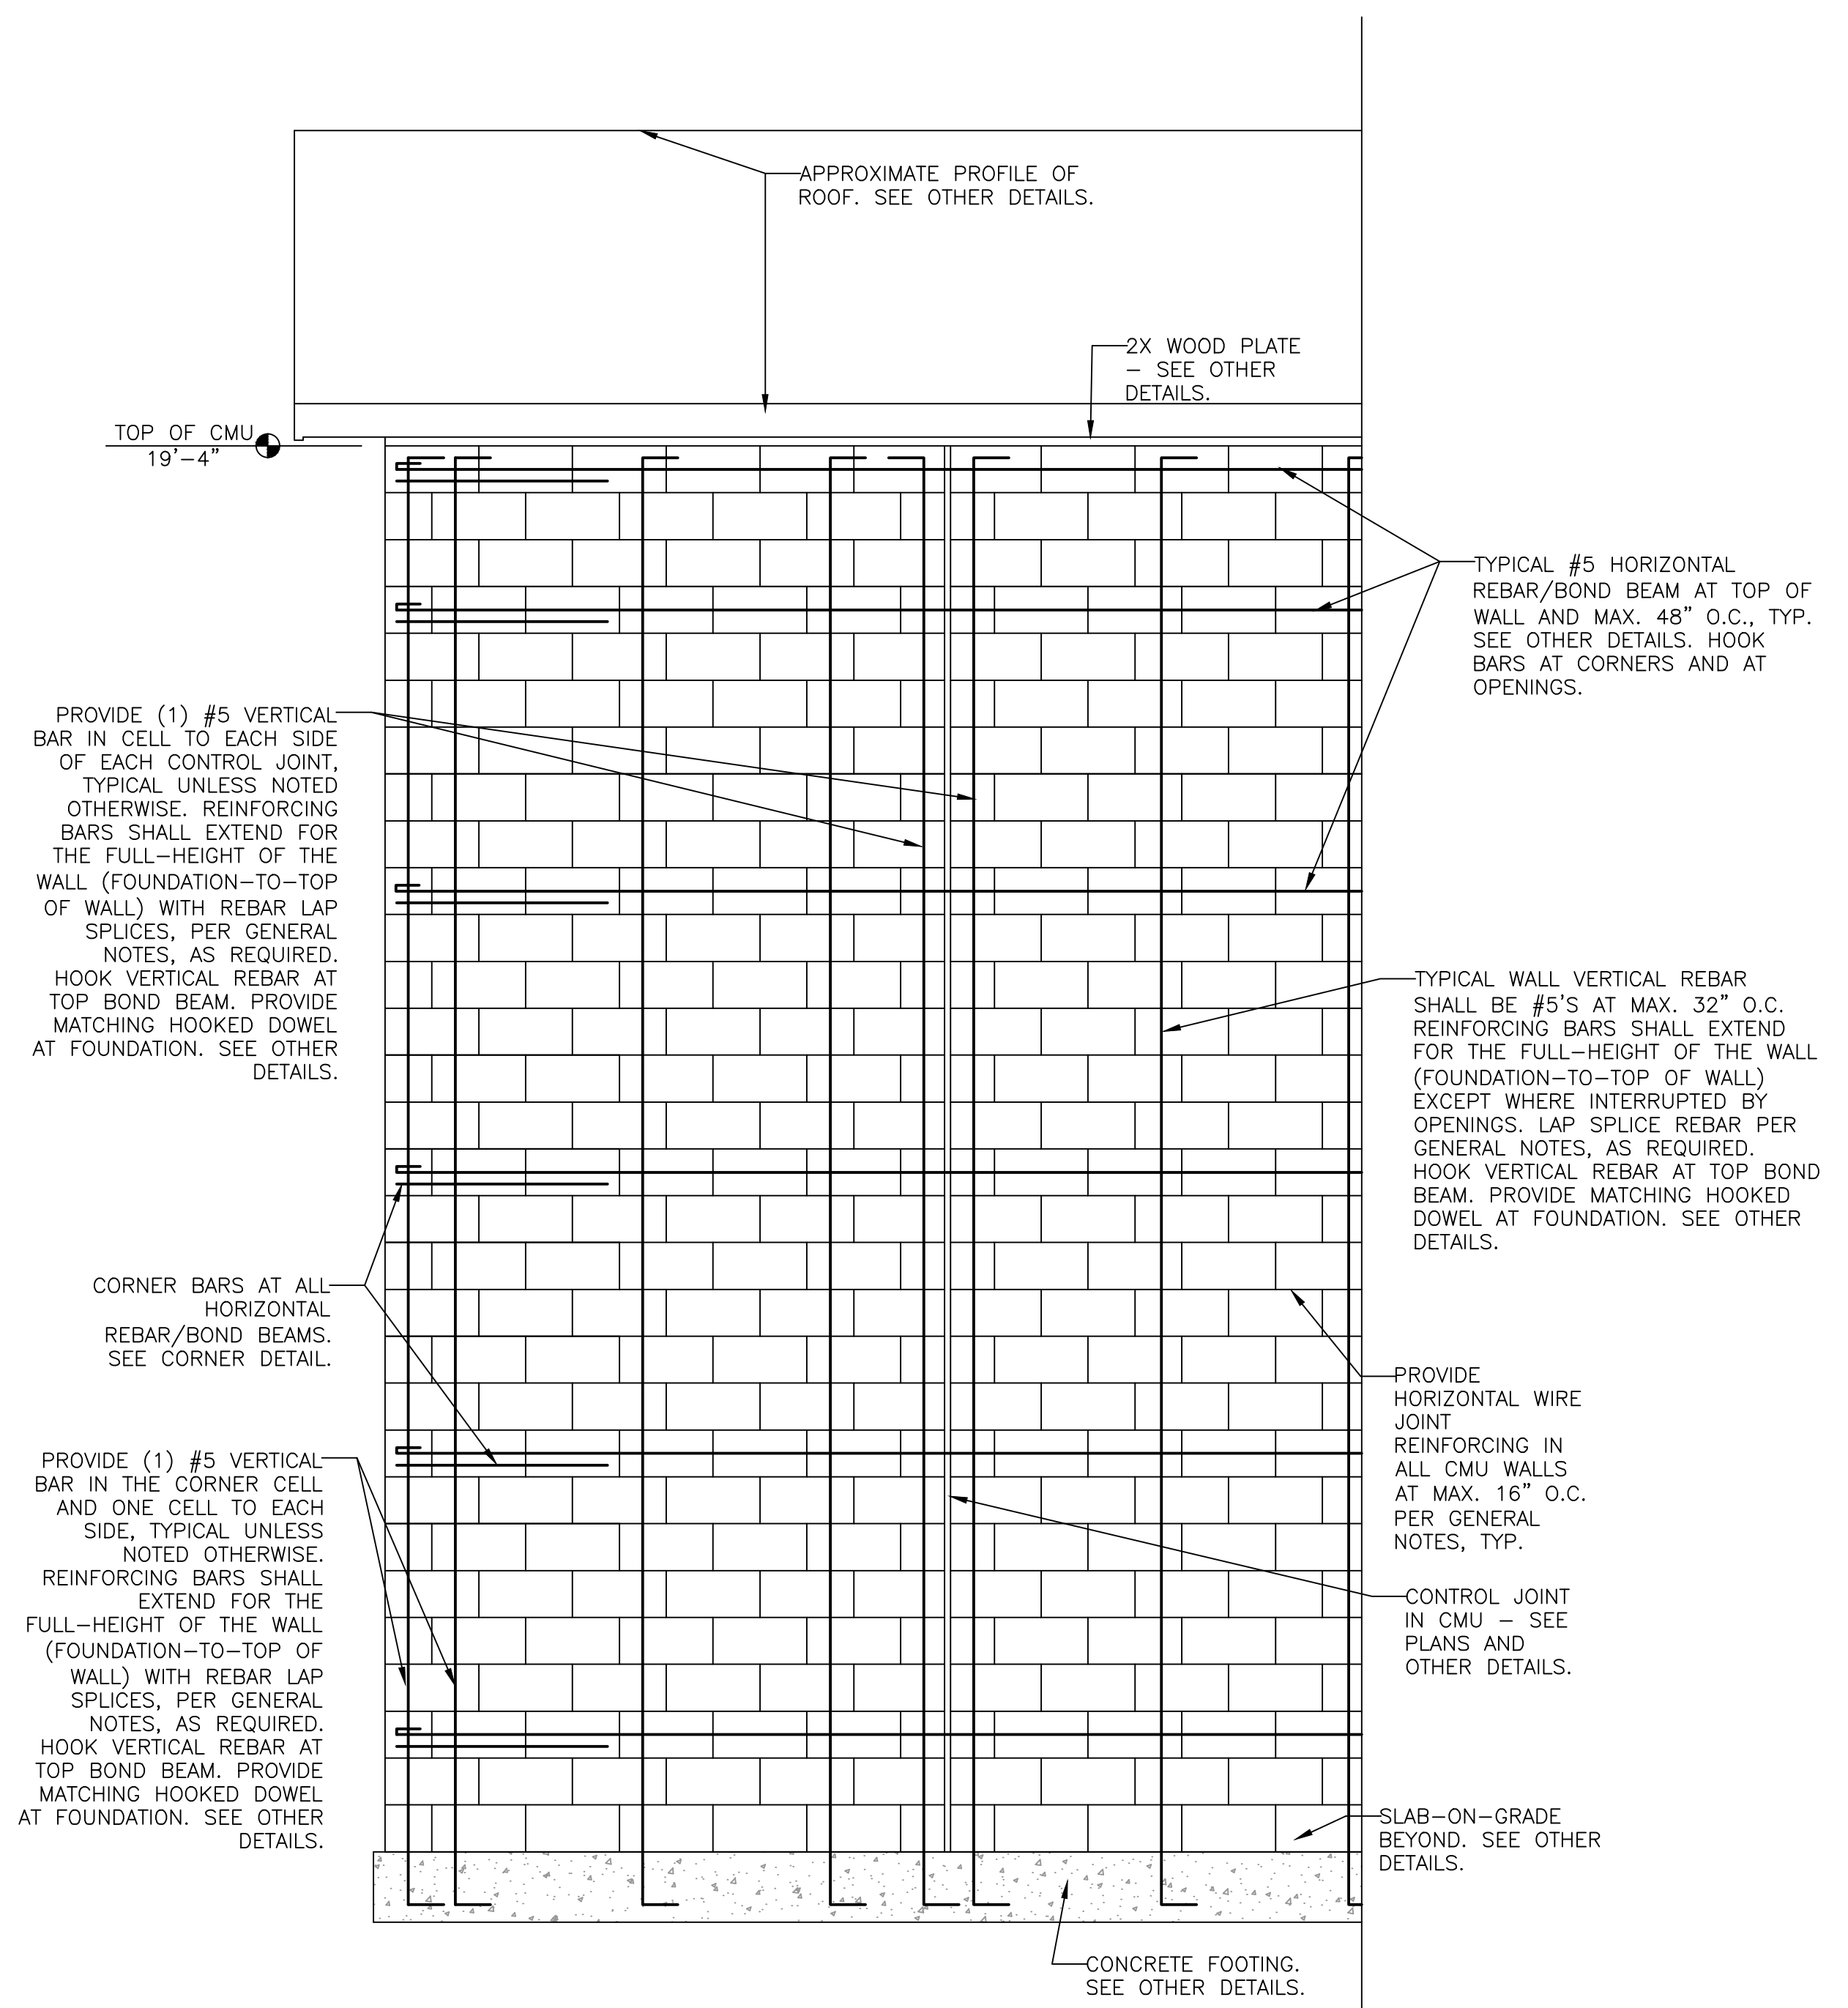 APPROXIMATE PROFILE OF
ROOF. SEE OTHER DETAILS.
2X WOOD PLATE
– SEE OTHER
DETAILS.
TOP OF CMU
19'–4"
TYPICAL #5 HORIZONTAL
REBAR/BOND BEAM AT TOP OF
WALL AND MAX. 48" O.C., TYP.
SEE OTHER DETAILS. HOOK
BARS AT CORNERS AND AT
OPENINGS.
PROVIDE (1) #5 VERTICAL
BAR IN CELL TO EACH SIDE
OF EACH CONTROL JOINT,
TYPICAL UNLESS NOTED
OTHERWISE. REINFORCING
BARS SHALL EXTEND FOR
THE FULL–HEIGHT OF THE
WALL (FOUNDATION–TO–TOP
OF WALL) WITH REBAR LAP
SPLICES, PER GENERAL
NOTES, AS REQUIRED.
HOOK VERTICAL REBAR AT
TOP BOND BEAM. PROVIDE
MATCHING HOOKED DOWEL
AT FOUNDATION. SEE OTHER
DETAILS.
TYPICAL WALL VERTICAL REBAR
SHALL BE #5'S AT MAX. 32" O.C.
REINFORCING BARS SHALL EXTEND
FOR THE FULL–HEIGHT OF THE WALL
(FOUNDATION–TO–TOP OF WALL)
EXCEPT WHERE INTERRUPTED BY
OPENINGS. LAP SPLICE REBAR PER
GENERAL NOTES, AS REQUIRED.
HOOK VERTICAL REBAR AT TOP BOND
BEAM. PROVIDE MATCHING HOOKED
DOWEL AT FOUNDATION. SEE OTHER
DETAILS.
CORNER BARS AT ALL
HORIZONTAL
REBAR/BOND BEAMS.
SEE CORNER DETAIL.
PROVIDE
HORIZONTAL WIRE
JOINT
REINFORCING IN
ALL CMU WALLS
AT MAX. 16" O.C.
PER GENERAL
NOTES, TYP.
PROVIDE (1) #5 VERTICAL
BAR IN THE CORNER CELL
AND ONE CELL TO EACH
SIDE, TYPICAL UNLESS
NOTED OTHERWISE.
REINFORCING BARS SHALL
EXTEND FOR THE
FULL–HEIGHT OF THE WALL
(FOUNDATION–TO–TOP OF
WALL) WITH REBAR LAP
SPLICES, PER GENERAL
NOTES, AS REQUIRED.
HOOK VERTICAL REBAR AT
TOP BOND BEAM. PROVIDE
MATCHING HOOKED DOWEL
AT FOUNDATION. SEE OTHER
DETAILS.
CONTROL JOINT
IN CMU – SEE
PLANS AND
OTHER DETAILS.
SLAB–ON–GRADE
BEYOND. SEE OTHER
DETAILS.
CONCRETE FOOTING.
SEE OTHER DETAILS.